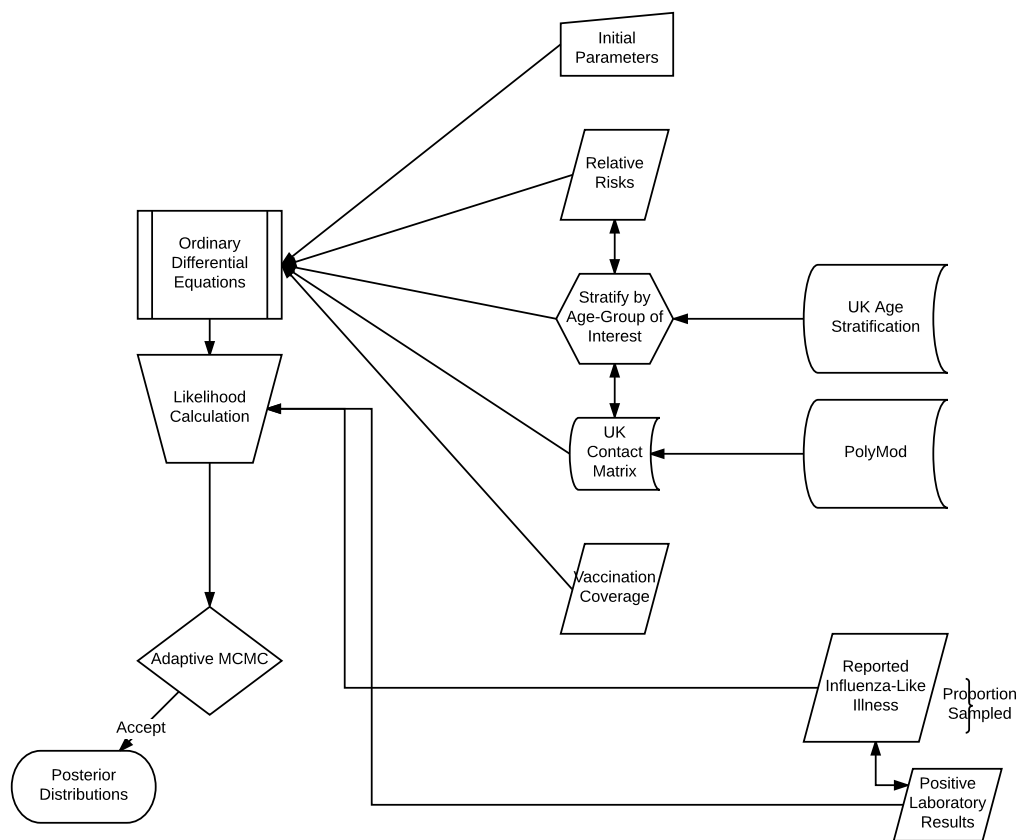 Initial
Parameters
Relative
Risks
Ordinary
Differential
Equations
Stratify by
Age-Group of
Interest
UK Age
Stratification
Likelihood
Calculation
UK
Contact
Matrix
PolyMod
Vaccination
Coverage
Adaptive MCMC
Reported
Influenza-Like
Illness
Proportion
Sampled
Accept
Posterior
Distributions
Positive
Laboratory
Results